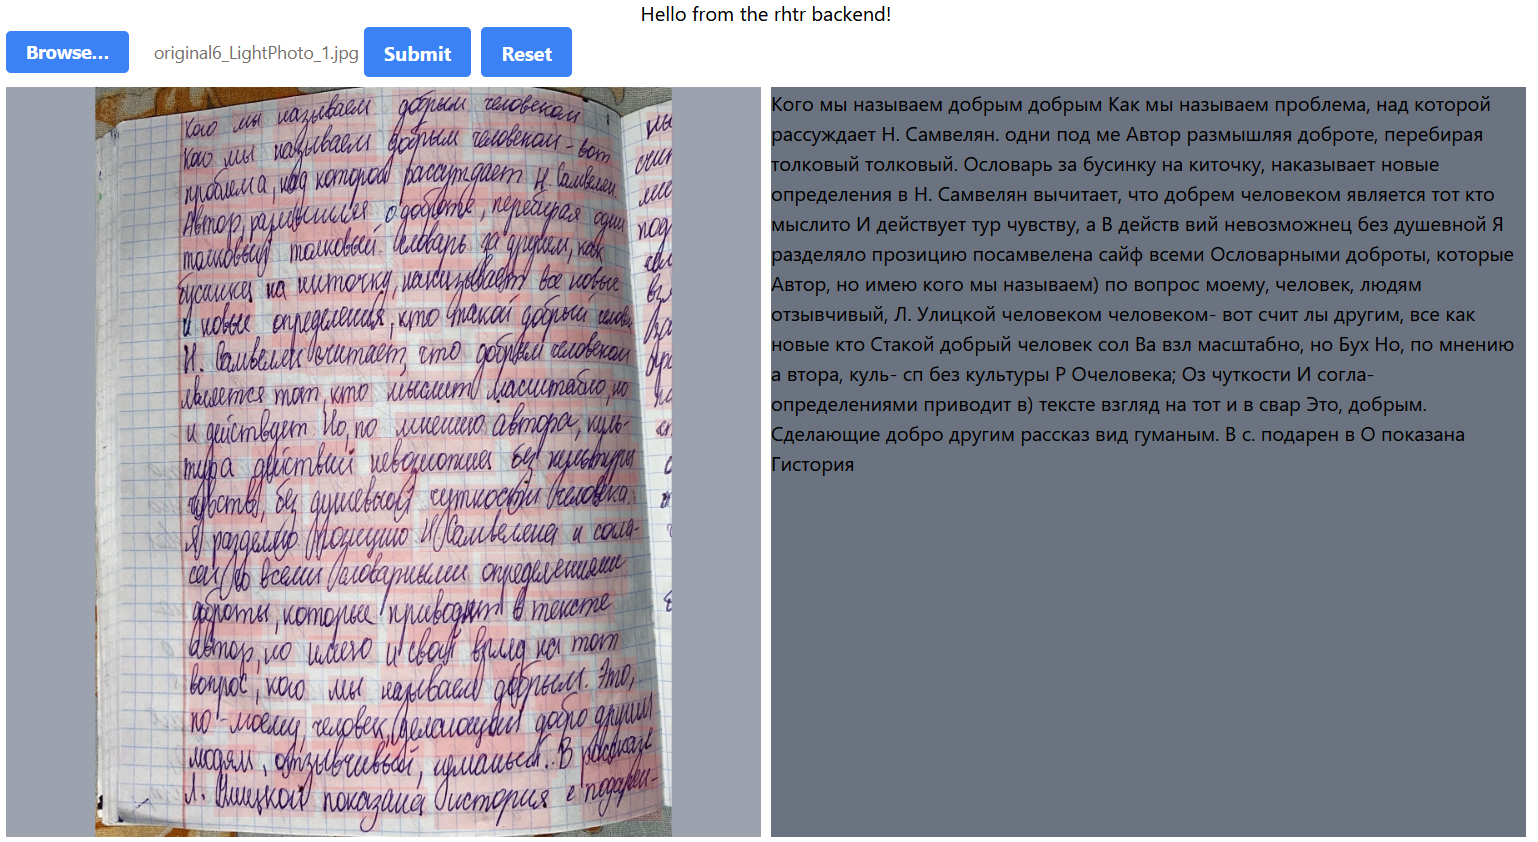 Hello from the rhtr backend!
Browse...
original6_LightPhoto_1.jpg
Submit
Reset
Кого мы называем добрым человеком
Кого мы называем добрым человеком - вот
проблема, над которой рассуждает Н. Самвелян
Автор, размышляя о доброте, перебирая один
толковый толковый словарь за другим, как
бусинку на ниточку, нанизывает все новые
и новые определения, кто такой добрый человек
Н. Самвелян считает, что добрым человеком
является тот, кто мыслит масштабно, но
и действует. Но, по мнению автора, куль-
тура действий невозможна без культуры
чувств, без душевной чуткости человека.
Я разделяю позицию Н Самвеляна и согла-
сен со всеми словарными определениями
доброты, которые приводит в тексте
автор, но имею и свой взгляд на тот
вопрос, кого мы называем добрым. Это,
по-моему, человек, делающий добро другим
людям, отзывчивый, гуманный. В рассказе
Л. Улицкой показана история с подарен-
Кого мы называем добрым добрым Как мы называем проблема, над которой
рассуждает Н. Самвелян. одни под ме Автор размышляя доброте, перебирая
толковый толковый. Ословарь за бусинку на киточку, наказывает новые
определения в Н. Самвелян вычитает, что добрем человеком является тот кто
мыслито И действует тур чувству, а В действ вий невозможнец без душевной Я
разделяло прозицию посамвелена сайф всеми Ословарными доброты, которые
Автор, но имею кого мы называем) по вопрос моему, человек, людям
отзывчивый, Л. Улицкой человеком человеком- вот счит лы другим, все как
новые кто Стакой добрый человек сол Ва взл масштабно, но Бух Но, по мнению
а втора, куль- сп без культуры Р Очеловека; Оз чуткости И согла-
определениями приводит в) тексте взгляд на тот и в свар Это, добрым.
Сделающие добро другим рассказ вид гуманым. В с. подарен в О показана
Гистория